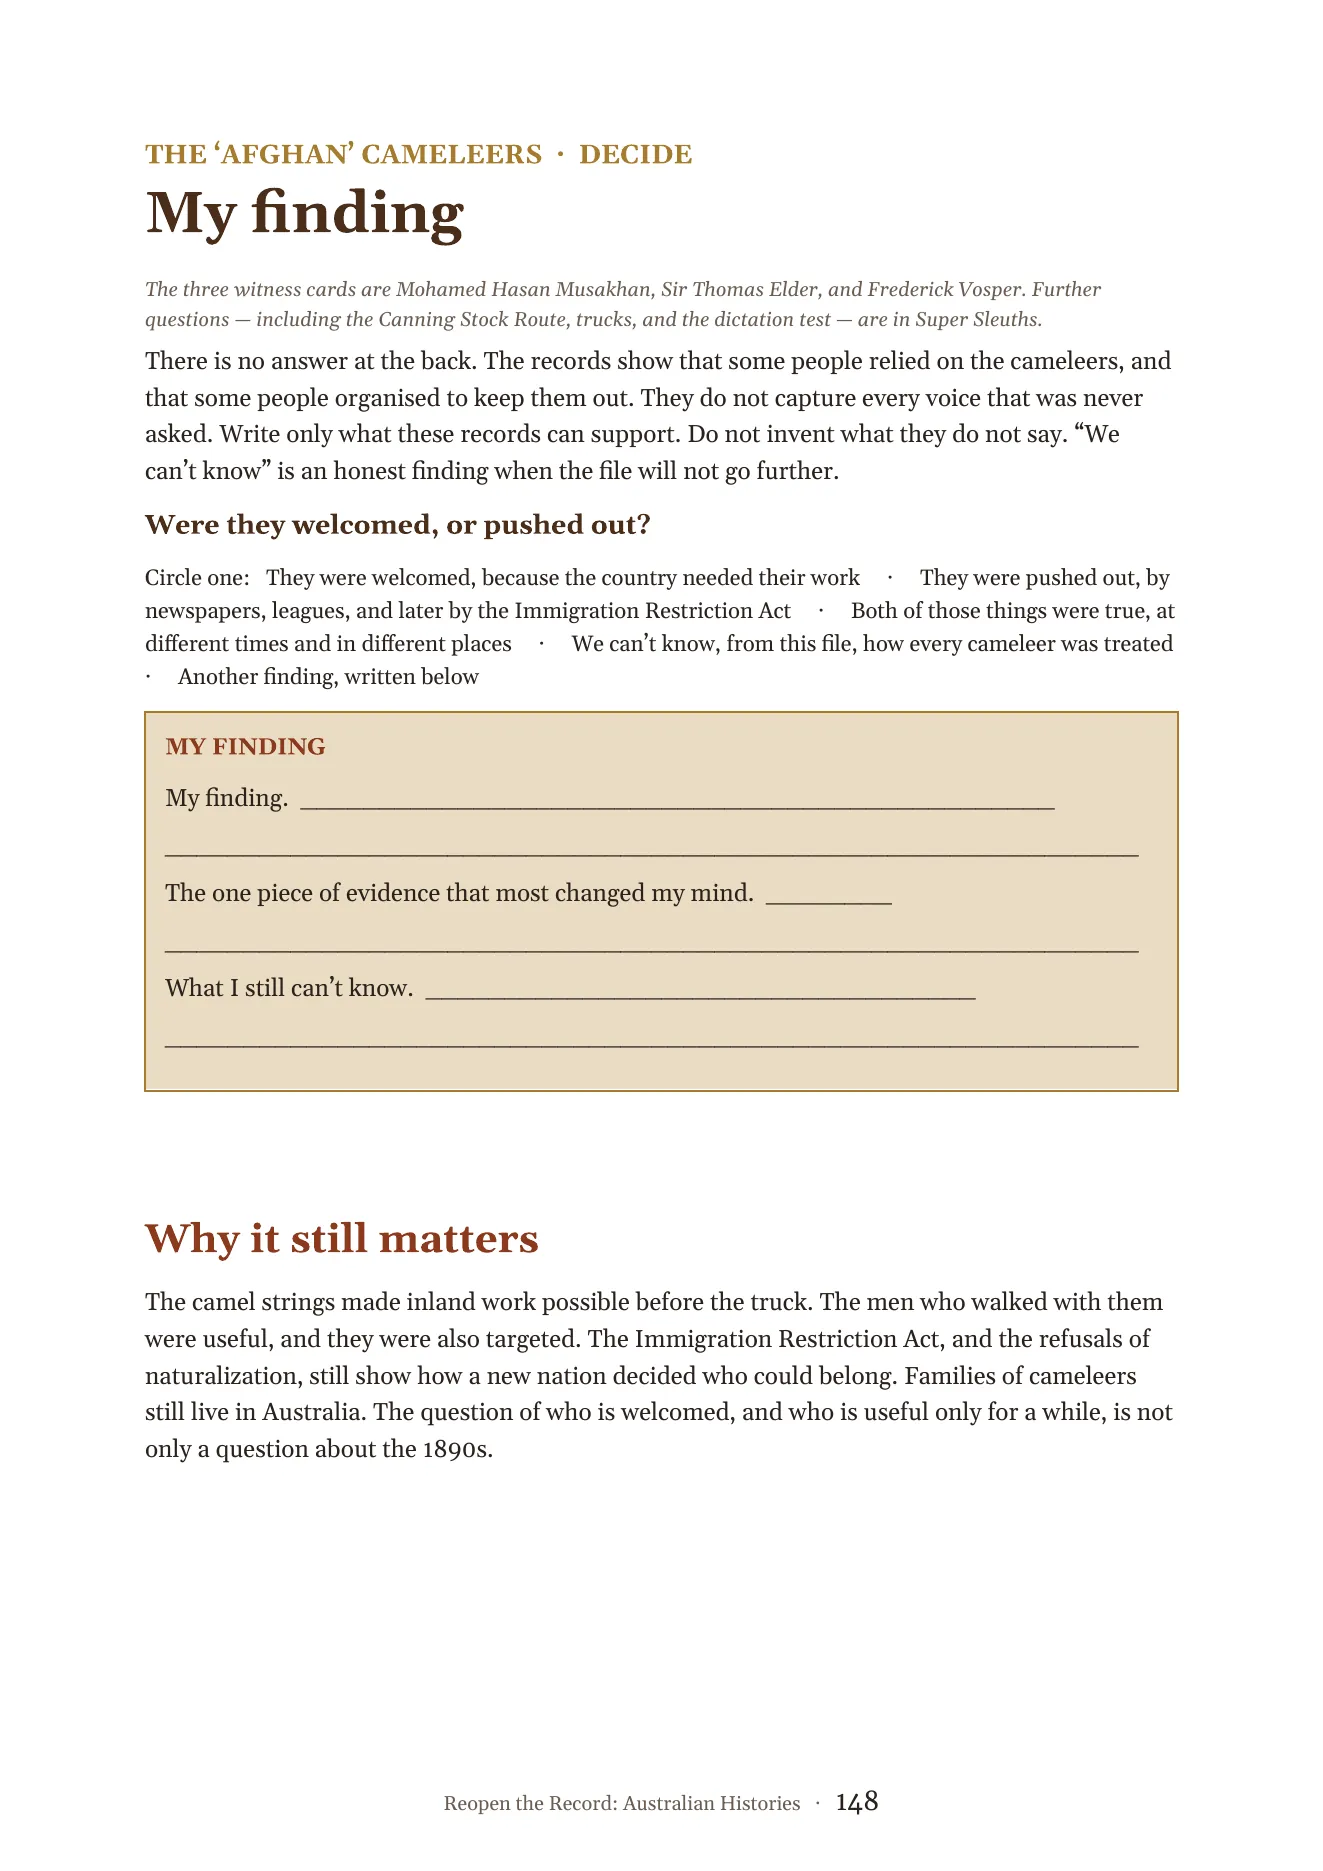 THE ‘AFGHAN’ CAMELEERS · DECIDE
My finding
The three witness cards are Mohamed Hasan Musakhan, Sir Thomas Elder, and Frederick Vosper. Further
questions — including the Canning Stock Route, trucks, and the dictation test — are in Super Sleuths.
There is no answer at the back. The records show that some people relied on the cameleers, and
that some people organised to keep them out. They do not capture every voice that was never
asked. Write only what these records can support. Do not invent what they do not say. “We
can’t know” is an honest finding when the file will not go further.
Were they welcomed, or pushed out?
Circle one: They were welcomed, because the country needed their work · They were pushed out, by
newspapers, leagues, and later by the Immigration Restriction Act · Both of those things were true, at
different times and in different places · We can’t know, from this file, how every cameleer was treated
· Another finding, written below
MY FINDING
My finding.
The one piece of evidence that most changed my mind.
What I still can’t know.
Why it still matters
The camel strings made inland work possible before the truck. The men who walked with them
were useful, and they were also targeted. The Immigration Restriction Act, and the refusals of
naturalization, still show how a new nation decided who could belong. Families of cameleers
still live in Australia. The question of who is welcomed, and who is useful only for a while, is not
only a question about the 1890s.
Reopen the Record: Australian Histories · 148